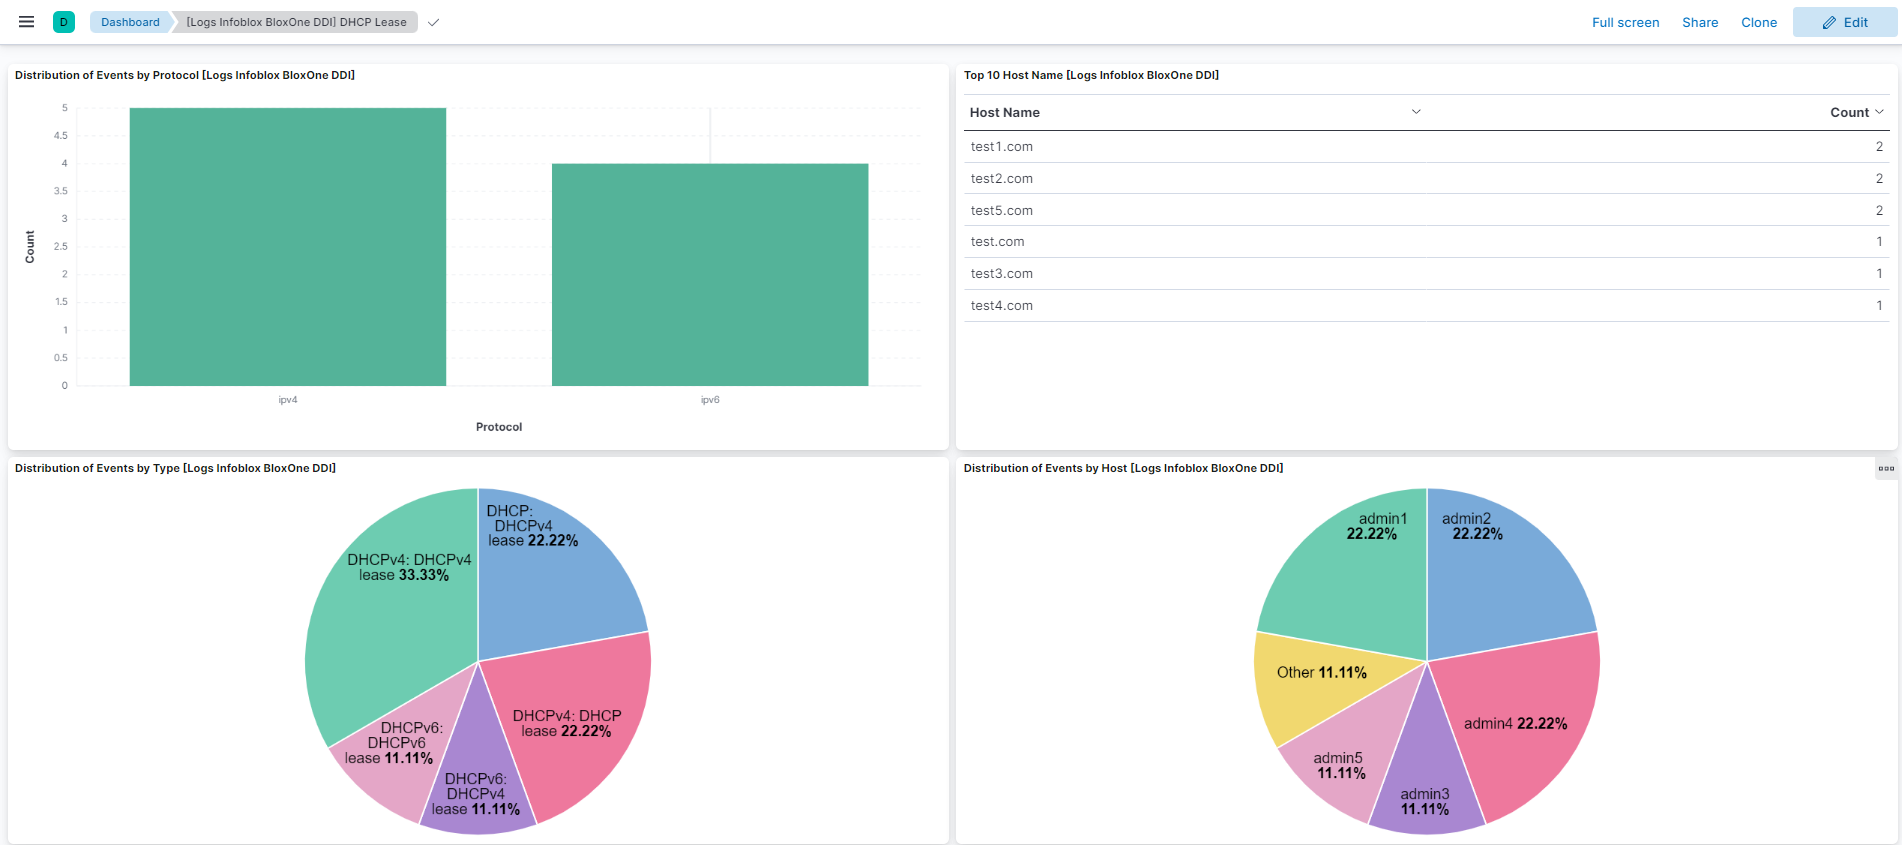 D Dashboard [Logs Infoblox BloxOne DDI] DHCP Lease Full screen Share Clone Edit
Distribution of Events by Protocol [Logs Infoblox BloxOne DDI]
5
4.5
4
3.5
3
2.5
2
1.5
1
0.5
0
Count
ipv4 ipv6
Protocol
Top 10 Host Name [Logs Infoblox BloxOne DDI]
Host Name Count
test1.com 2
test2.com 2
test5.com 2
test.com 1
test3.com 1
test4.com 1
Distribution of Events by Type [Logs Infoblox BloxOne DDI]
DHCP:
DHCPv4
lease 22.22%
DHCPv4: DHCPv4
lease 33.33%
DHCPv4: DHCP
lease 22.22%
DHCPv6:
DHCPv6
lease 11.11%
DHCPv6:
DHCPv4
lease 11.11%
Distribution of Events by Host [Logs Infoblox BloxOne DDI]
admin1
22.22%
admin2
22.22%
Other 11.11%
admin4 22.22%
admin5
11.11%
admin3
11.11%